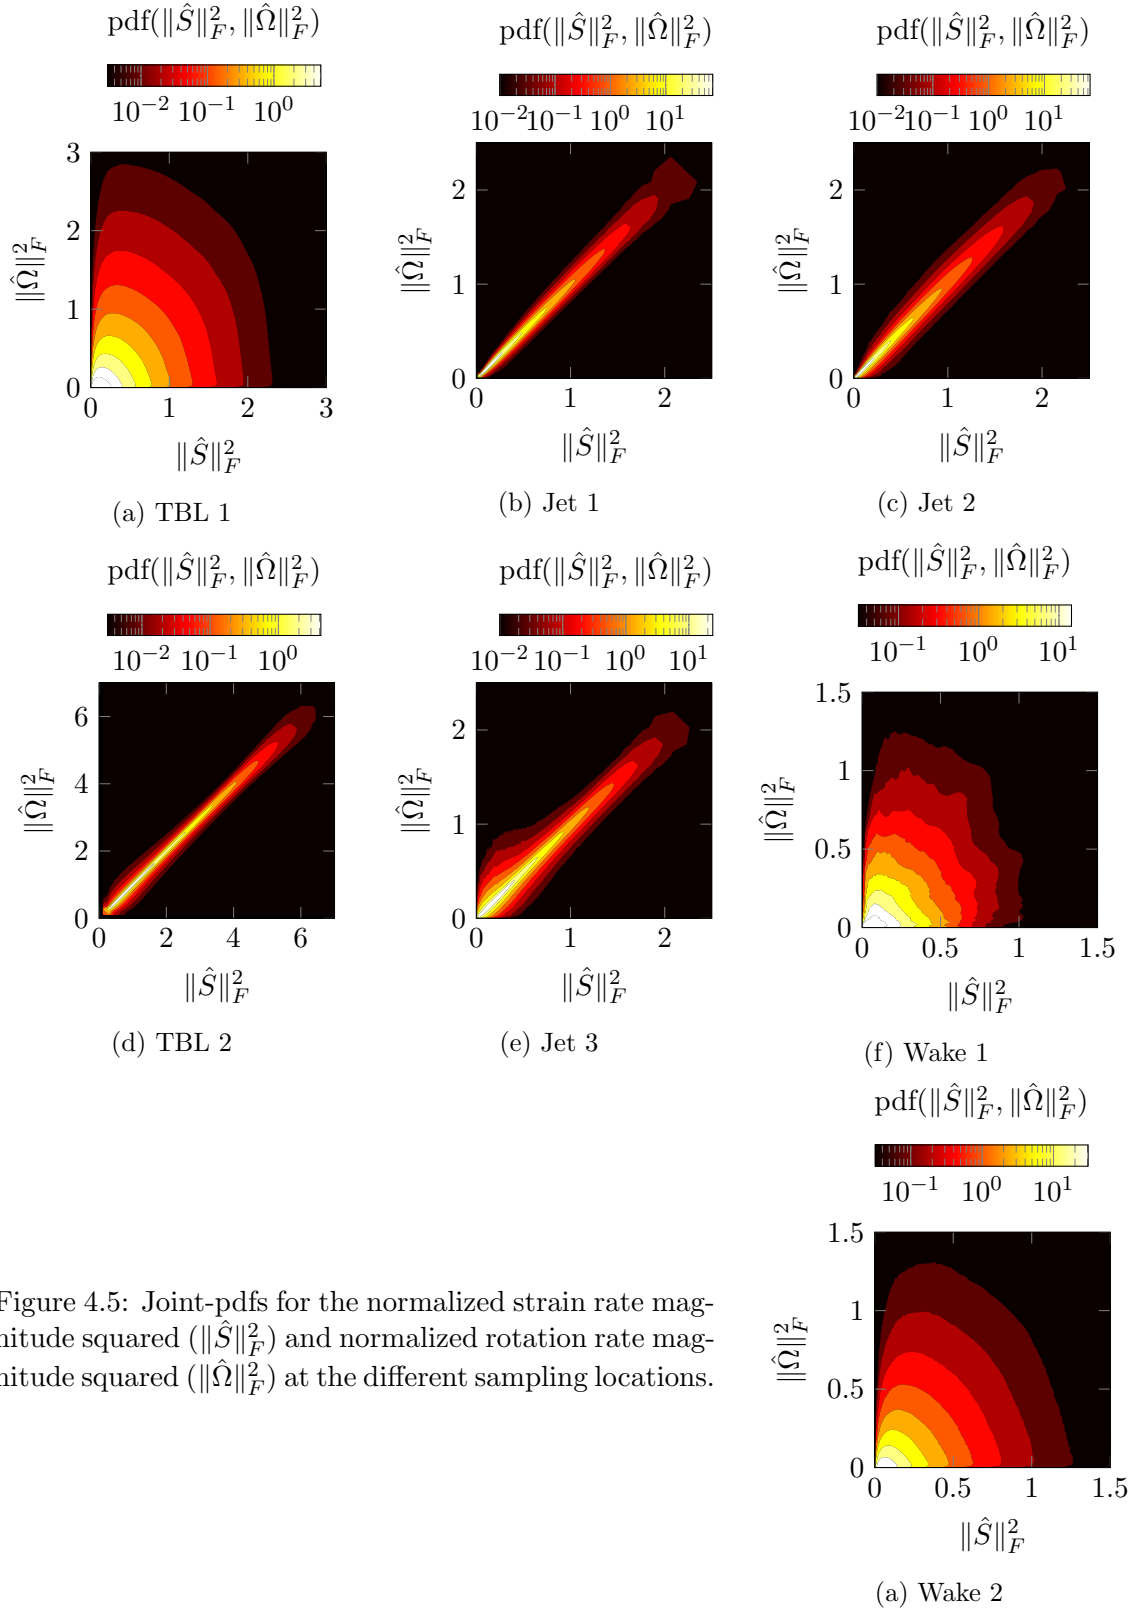 pdf(‖Ŝ‖²_F, ‖Ω̂‖²_F)
10⁻² 10⁻¹ 10⁰
3
2
1
0
‖Ω̂‖²_F
0 1 2 3
‖Ŝ‖²_F
(a) TBL 1
pdf(‖Ŝ‖²_F, ‖Ω̂‖²_F)
10⁻² 10⁻¹ 10⁰ 10¹
2
1
0
‖Ω̂‖²_F
0 1 2
‖Ŝ‖²_F
(b) Jet 1
pdf(‖Ŝ‖²_F, ‖Ω̂‖²_F)
10⁻² 10⁻¹ 10⁰ 10¹
2
1
0
‖Ω̂‖²_F
0 1 2
‖Ŝ‖²_F
(c) Jet 2
pdf(‖Ŝ‖²_F, ‖Ω̂‖²_F)
10⁻² 10⁻¹ 10⁰
6
4
2
0
‖Ω̂‖²_F
0 2 4 6
‖Ŝ‖²_F
(d) TBL 2
pdf(‖Ŝ‖²_F, ‖Ω̂‖²_F)
10⁻² 10⁻¹ 10⁰ 10¹
2
1
0
‖Ω̂‖²_F
0 1 2
‖Ŝ‖²_F
(e) Jet 3
pdf(‖Ŝ‖²_F, ‖Ω̂‖²_F)
10⁻¹ 10⁰ 10¹
1.5
1
0.5
0
‖Ω̂‖²_F
0 0.5 1 1.5
‖Ŝ‖²_F
(f) Wake 1
pdf(‖Ŝ‖²_F, ‖Ω̂‖²_F)
10⁻¹ 10⁰ 10¹
1.5
1
0.5
0
‖Ω̂‖²_F
0 0.5 1 1.5
‖Ŝ‖²_F
(a) Wake 2
Figure 4.5: Joint-pdfs for the normalized strain rate mag-
nitude squared (‖Ŝ‖²_F) and normalized rotation rate mag-
nitude squared (‖Ω̂‖²_F) at the different sampling locations.